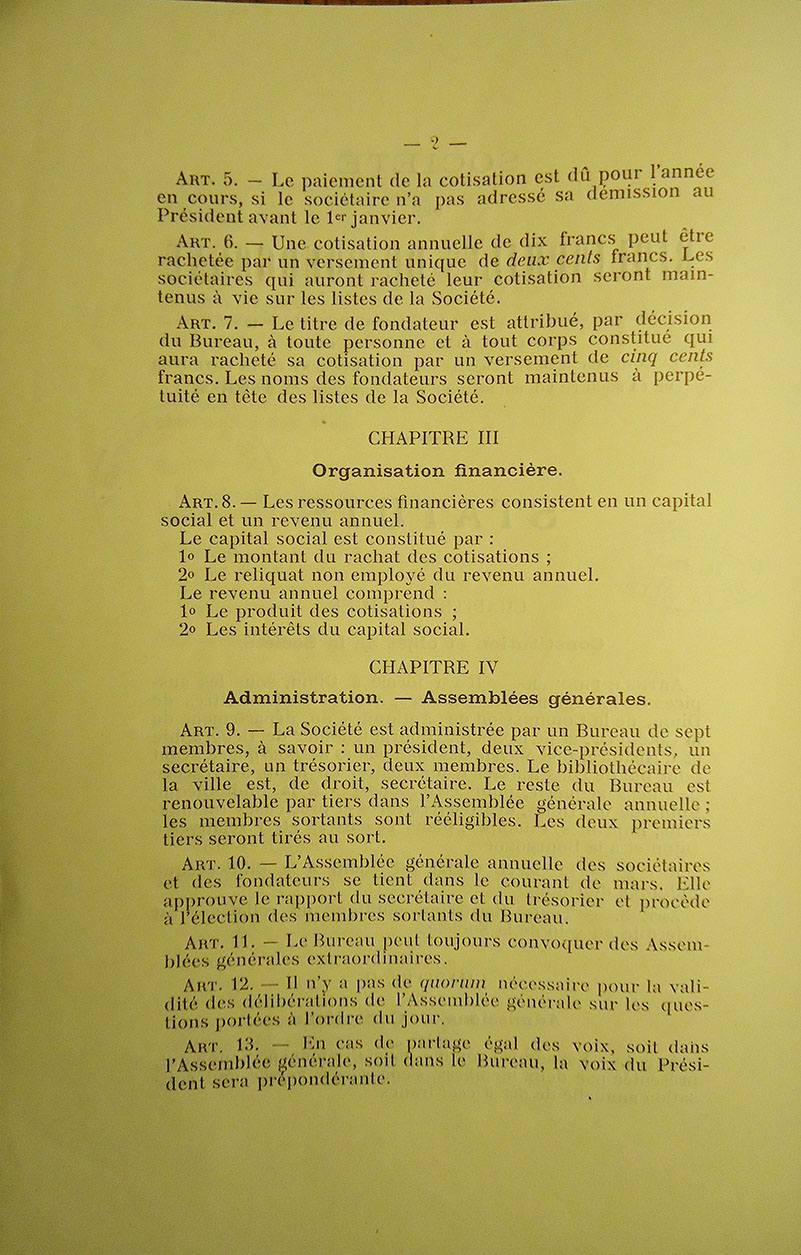 — 2 —
ART. 5. — Le paiement de la cotisation est dû pour l'année
en cours, si le sociétaire n'a pas adressé sa démission au
Président avant le 1er janvier.
ART. 6. — Une cotisation annuelle de dix francs peut être
rachetée par un versement unique de deux cents francs. Les
sociétaires qui auront racheté leur cotisation seront main-
tenus à vie sur les listes de la Société.
ART. 7. — Le titre de fondateur est attribué, par décision
du Bureau, à toute personne et à tout corps constitué qui
aura racheté sa cotisation par un versement de cinq cents
francs. Les noms des fondateurs seront maintenus à perpé-
tuité en tête des listes de la Société.
CHAPITRE III
Organisation financière.
ART. 8. — Les ressources financières consistent en un capital
social et un revenu annuel.
Le capital social est constitué par :
1o Le montant du rachat des cotisations ;
2o Le reliquat non employé du revenu annuel.
Le revenu annuel comprend :
1o Le produit des cotisations ;
2o Les intérêts du capital social.
CHAPITRE IV
Administration. — Assemblées générales.
ART. 9. — La Société est administrée par un Bureau de sept
membres, à savoir : un président, deux vice-présidents, un
secrétaire, un trésorier, deux membres. Le bibliothécaire de
la ville est, de droit, secrétaire. Le reste du Bureau est
renouvelable par tiers dans l'Assemblée générale annuelle ;
les membres sortants sont rééligibles. Les deux premiers
tiers seront tirés au sort.
ART. 10. — L'Assemblée générale annuelle des sociétaires
et des fondateurs se tient dans le courant de mars. Elle
approuve le rapport du secrétaire et du trésorier et procède
à l'élection des membres sortants du Bureau.
ART. 11. — Le Bureau peut toujours convoquer des Assem-
blées générales extraordinaires.
ART. 12. — Il n'y a pas de quorum nécessaire pour la vali-
dité des délibérations de l'Assemblée générale sur les ques-
tions portées à l'ordre du jour.
ART. 13. — En cas de partage égal des voix, soit dans
l'Assemblée générale, soit dans le Bureau, la voix du Prési-
dent sera prépondérante.